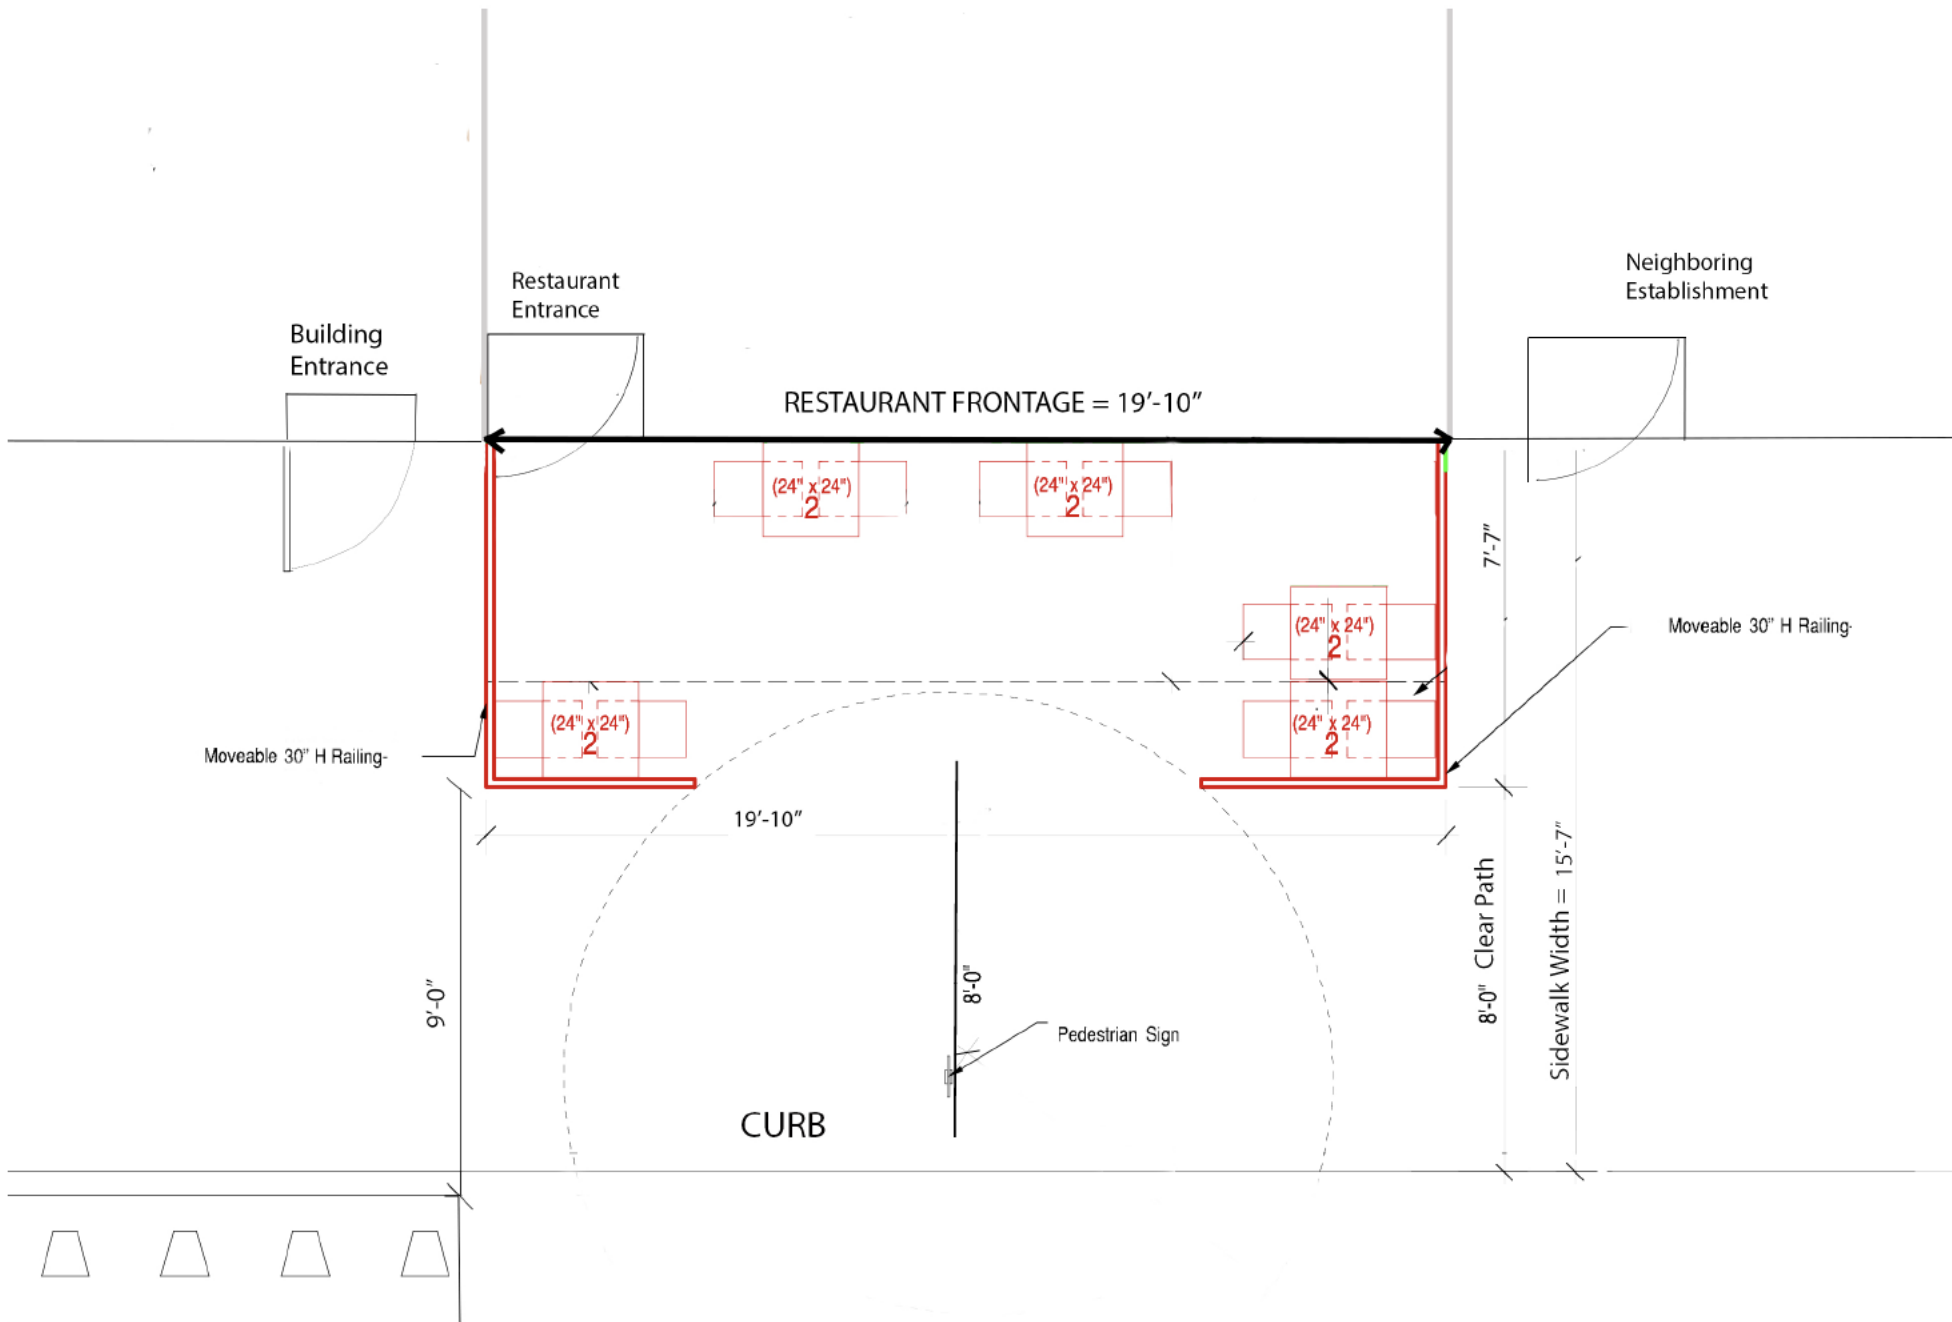 Neighboring
Establishment
Restaurant
Entrance
Building
Entrance
RESTAURANT FRONTAGE = 19'-10"
(24" x 24")
2
(24" x 24")
2
7'-7"
(24" x 24")
2
Moveable 30" H Railing-
(24" x 24")
2
(24" x 24")
2
Moveable 30" H Railing-
19'-10"
9'-0"
8'-0"
8'-0" Clear Path
Sidewalk Width = 15'-7"
Pedestrian Sign
CURB